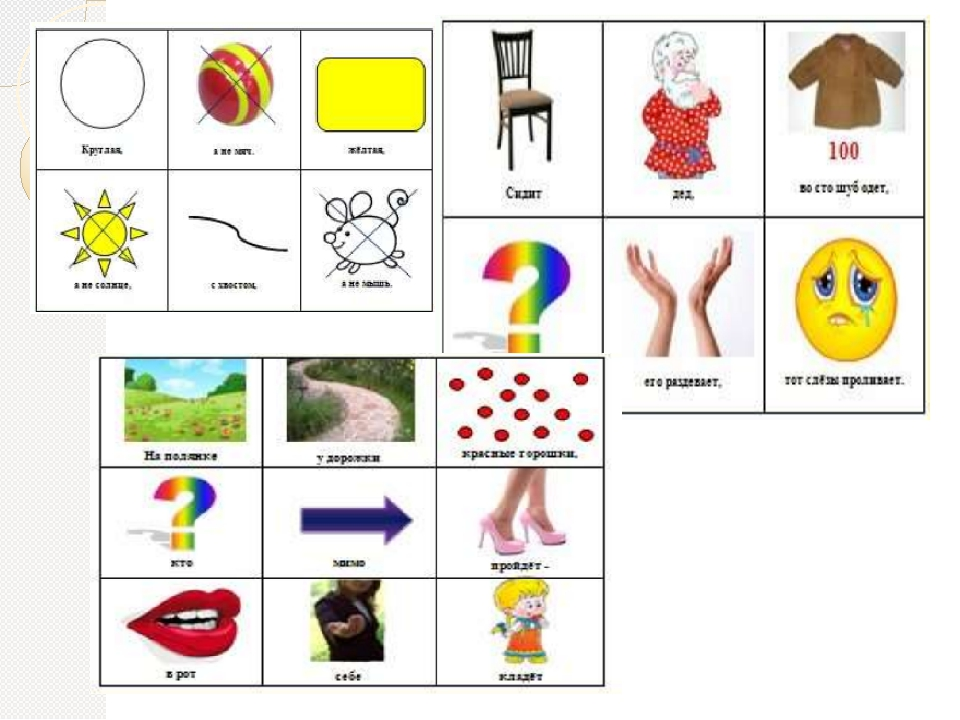 Круглая,
а не мяч.
жёлтая,
а не солнце,
с хвостом,
а не мышь.
Сидит
дед,
100
во сто шуб одет,
его раздевает,
тот слёзы проливает.
На полянке
у дорожки
красные горошки,
кто
мимо
пройдёт -
в рот
себе
кладёт